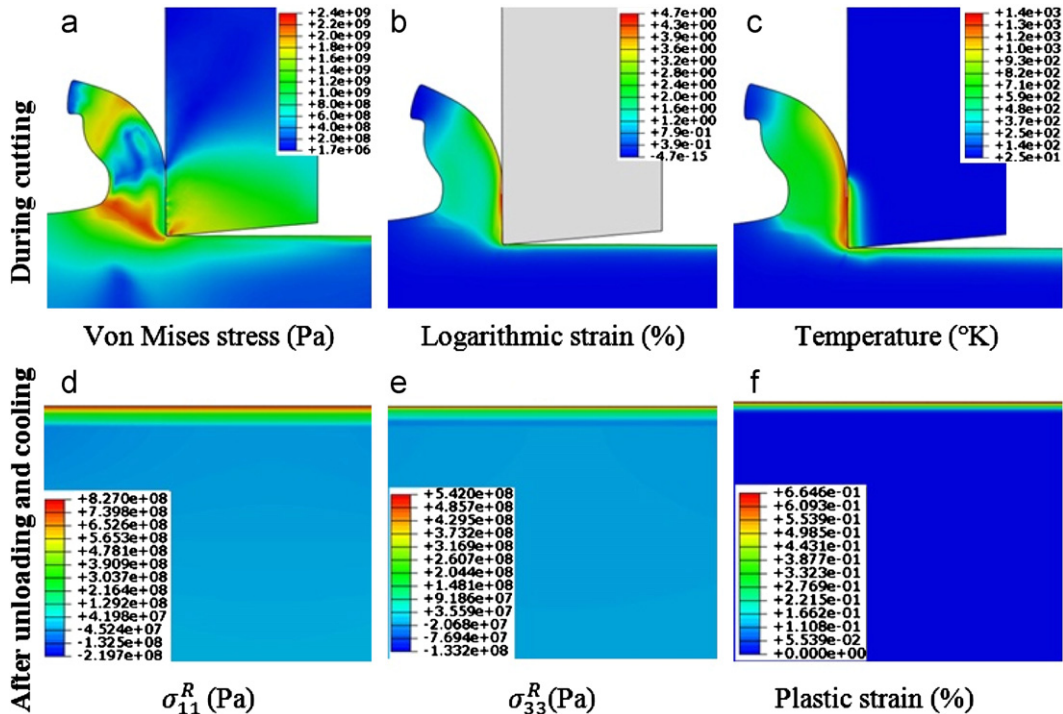 During cutting
a
+2.4e+09
+2.2e+09
+2.0e+09
+1.8e+09
+1.6e+09
+1.4e+09
+1.2e+09
+1.0e+09
+8.0e+08
+6.0e+08
+4.0e+08
+2.0e+08
+1.7e+06
Von Mises stress (Pa)
b
+4.7e+00
+4.3e+00
+3.9e+00
+3.6e+00
+3.2e+00
+2.8e+00
+2.4e+00
+2.0e+00
+1.6e+00
+1.2e+00
+7.9e-01
+3.9e-01
-4.7e-15
Logarithmic strain (%)
c
+1.4e+03
+1.3e+03
+1.2e+03
+1.0e+03
+9.3e+02
+8.2e+02
+7.1e+02
+5.9e+02
+4.8e+02
+3.7e+02
+2.5e+02
+1.4e+02
+2.5e+01
Temperature (°K)
After unloading and cooling
d
+8.270e+08
+7.398e+08
+6.526e+08
+5.653e+08
+4.781e+08
+3.909e+08
+3.037e+08
+2.164e+08
+1.292e+08
+4.198e+07
-4.524e+07
-1.325e+08
-2.197e+08
σ₁₁ᴿ (Pa)
e
+5.420e+08
+4.857e+08
+4.295e+08
+3.732e+08
+3.169e+08
+2.607e+08
+2.044e+08
+1.481e+08
+9.186e+07
+3.559e+07
-2.068e+07
-7.694e+07
-1.332e+08
σ₃₃ᴿ(Pa)
f
+6.646e-01
+6.093e-01
+5.539e-01
+4.985e-01
+4.431e-01
+3.877e-01
+3.323e-01
+2.769e-01
+2.215e-01
+1.662e-01
+1.108e-01
+5.539e-02
+0.000e+00
Plastic strain (%)